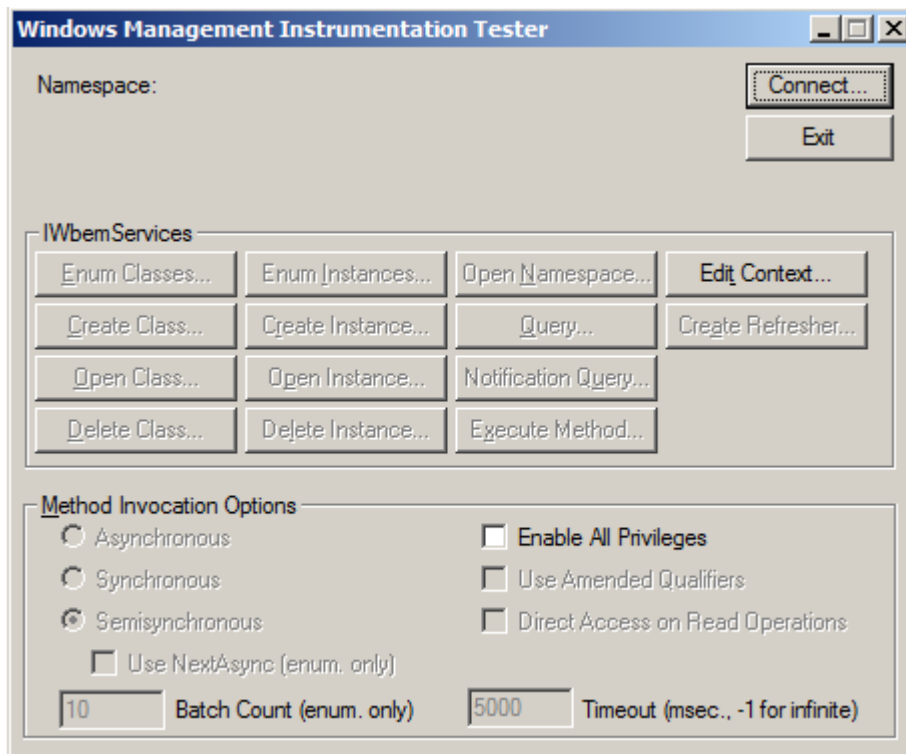 Windows Management Instrumentation Tester
Namespace:
Connect...
Exit
IWbemServices
Enum Classes... Enum Instances... Open Namespace... Edit Context...
Create Class... Create Instance... Query... Create Refresher...
Open Class... Open Instance... Notification Query...
Delete Class... Delete Instance... Execute Method...
Method Invocation Options
Asynchronous Enable All Privileges
Synchronous Use Amended Qualifiers
Semisynchronous Direct Access on Read Operations
Use NextAsync (enum. only)
10 Batch Count (enum. only) 5000 Timeout (msec., -1 for infinite)